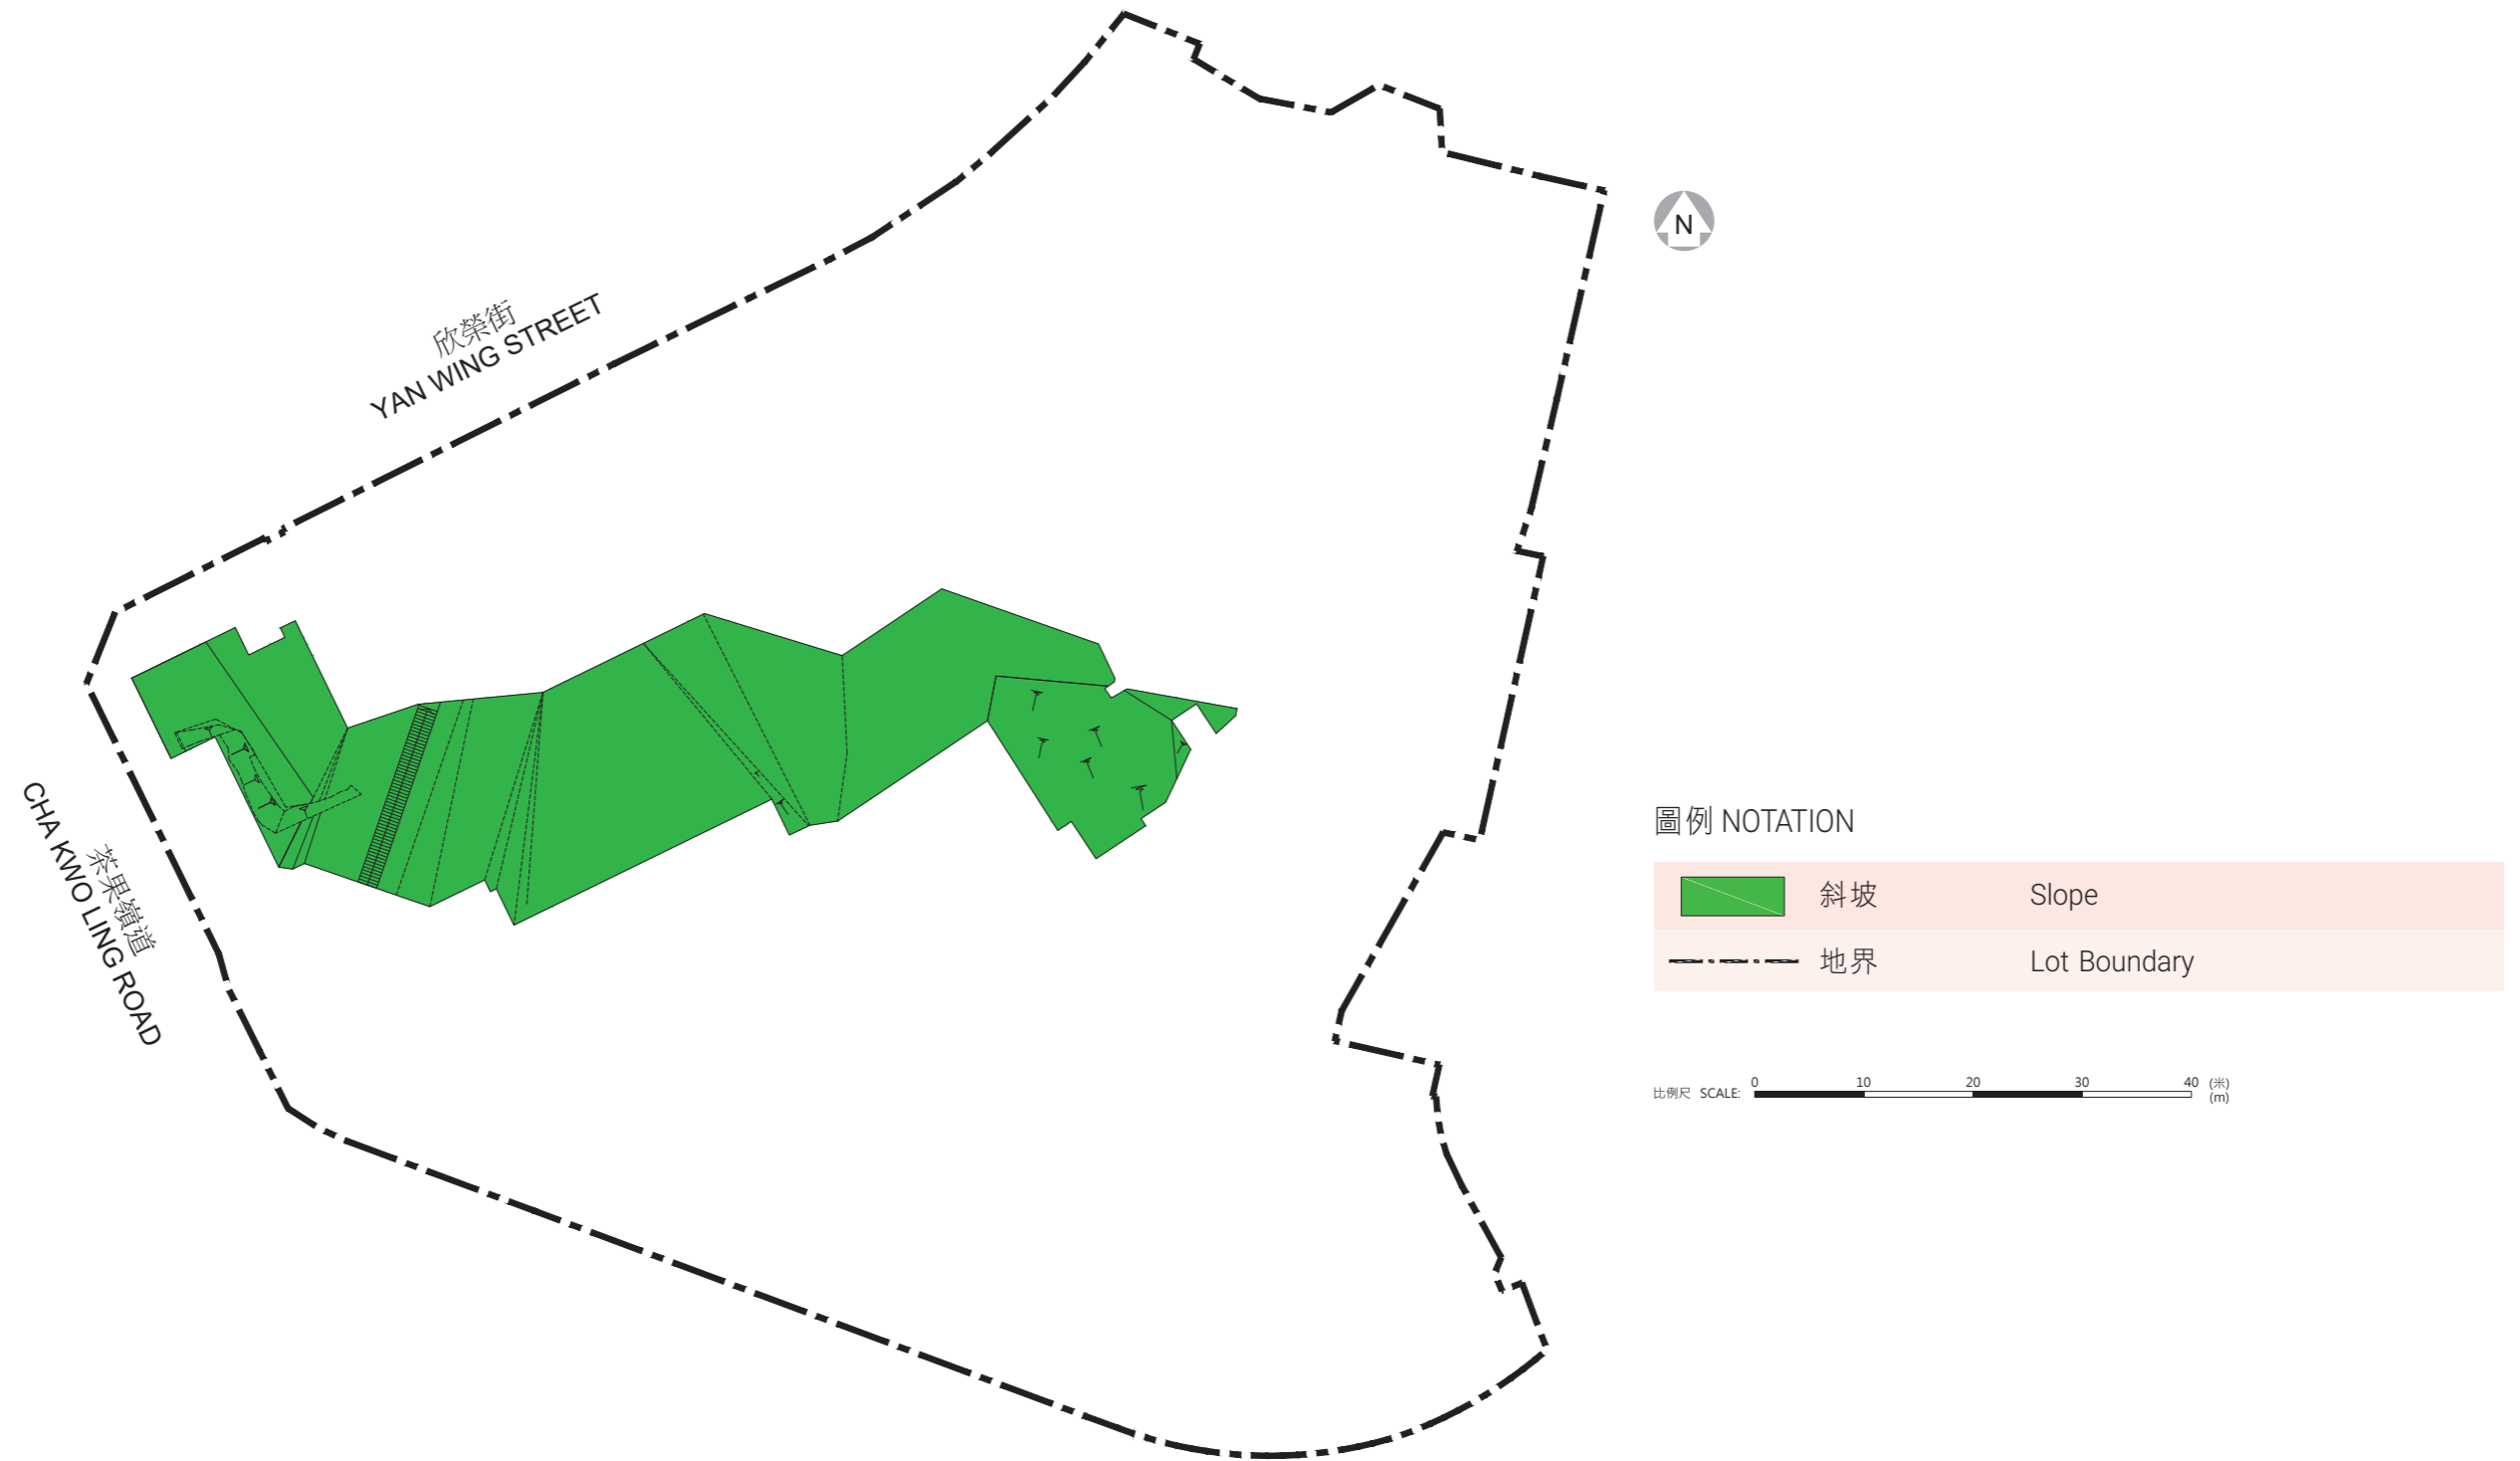 欣榮街
YAN WING STREET
N
茶果嶺道
CHA KWO LING ROAD
圖例 NOTATION
斜坡 Slope
地界 Lot Boundary
比例尺 SCALE: 0 10 20 30 40 (米)
(m)